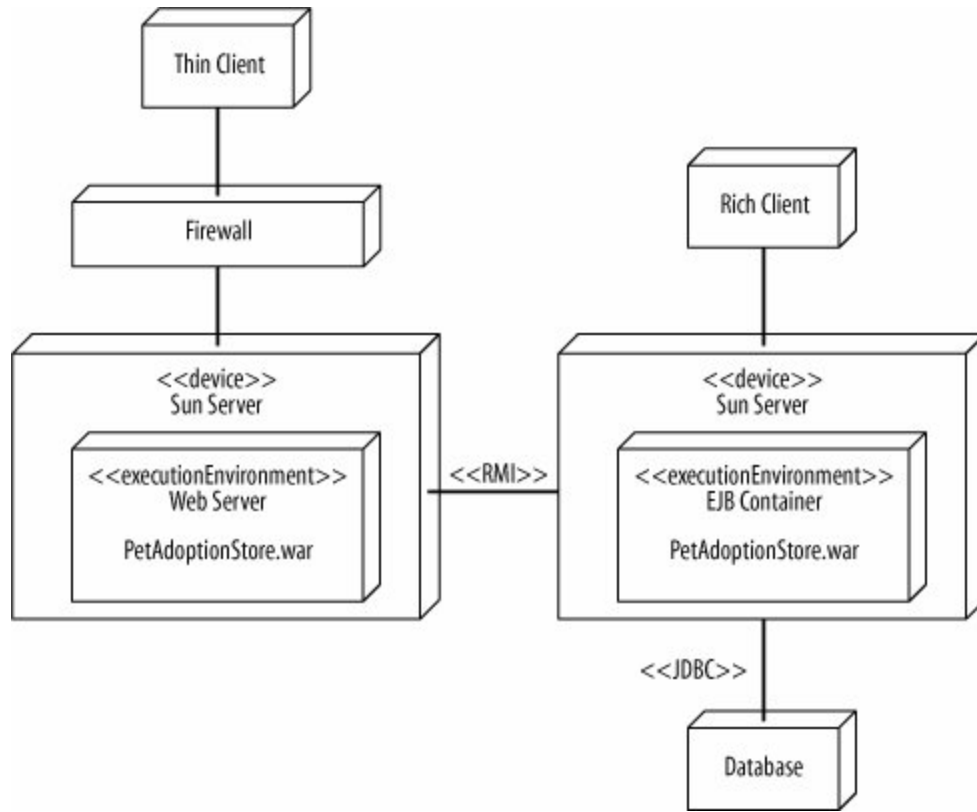 Thin Client
Firewall
Rich Client
<<device>>
Sun Server
<<executionEnvironment>>
Web Server
PetAdoptionStore.war
<<RMI>>
<<device>>
Sun Server
<<executionEnvironment>>
EJB Container
PetAdoptionStore.war
<<JDBC>>
Database